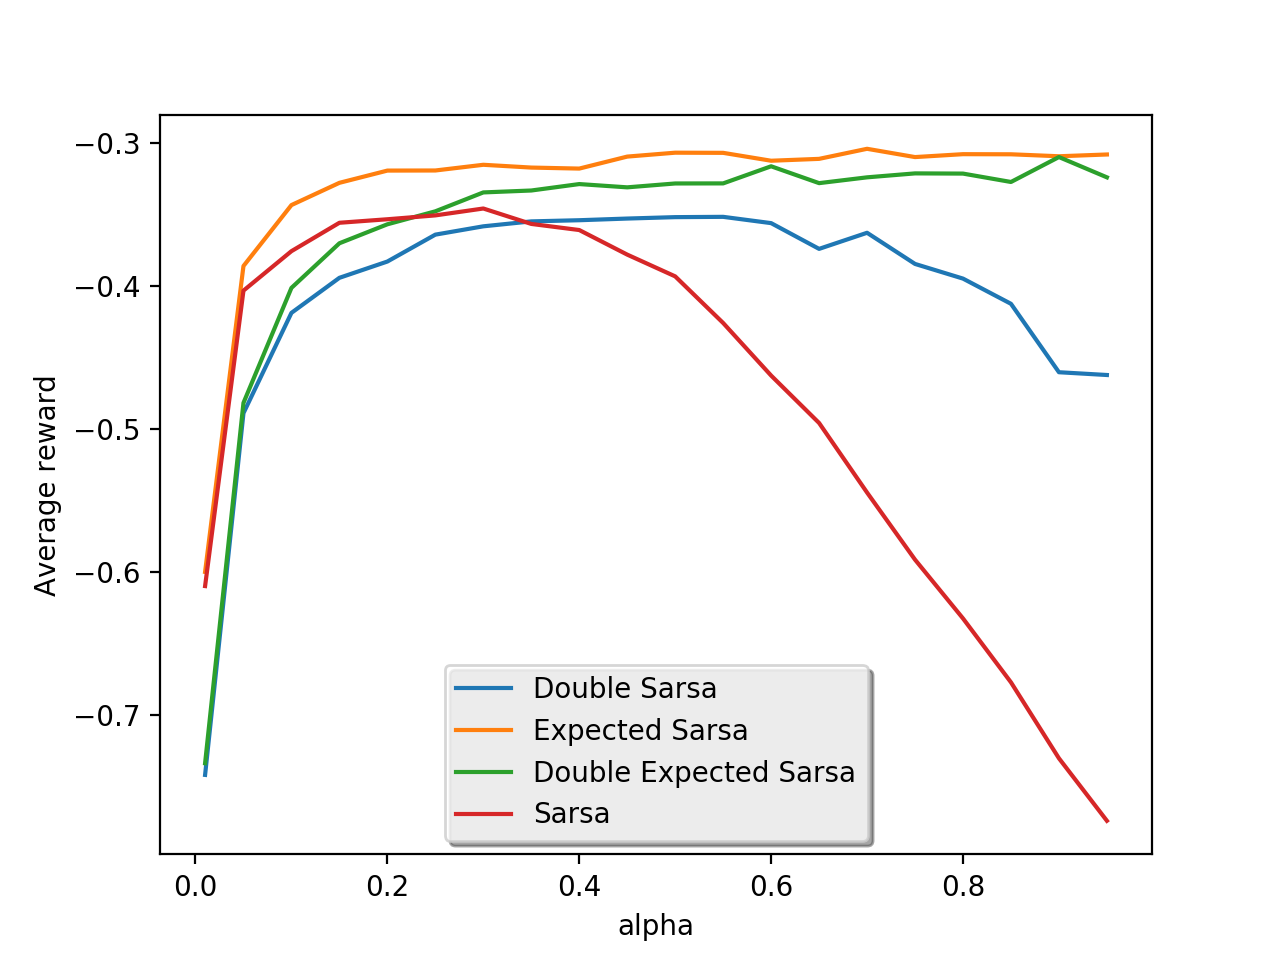 −0.3
−0.4
−0.5
−0.6
−0.7
Average reward
Double Sarsa
Expected Sarsa
Double Expected Sarsa
Sarsa
0.0 0.2 0.4 0.6 0.8
alpha